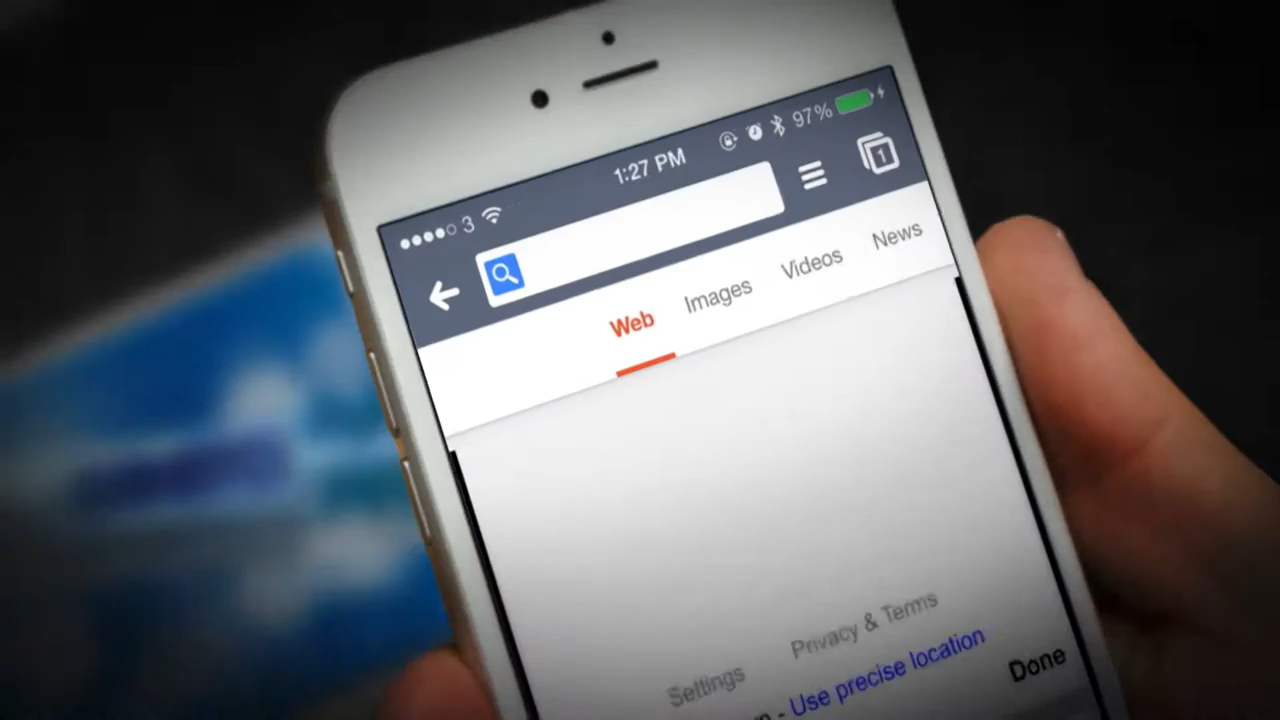 3 1:27 PM 97%
1
Web Images Videos News
Settings Privacy & Terms
- Use precise location
Done